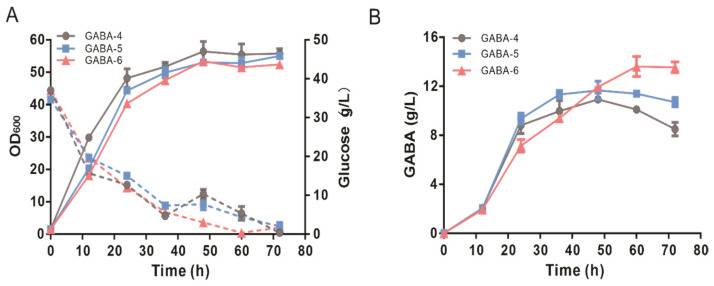 A
GABA-4
GABA-5
GABA-6
OD600
60
50
40
30
20
10
0
50
40
30
20
10
0
Glucose (g/L)
0 10 20 30 40 50 60 70 80
Time (h)
B
GABA-4
GABA-5
GABA-6
GABA (g/L)
16
12
8
4
0
0 10 20 30 40 50 60 70 80
Time (h)